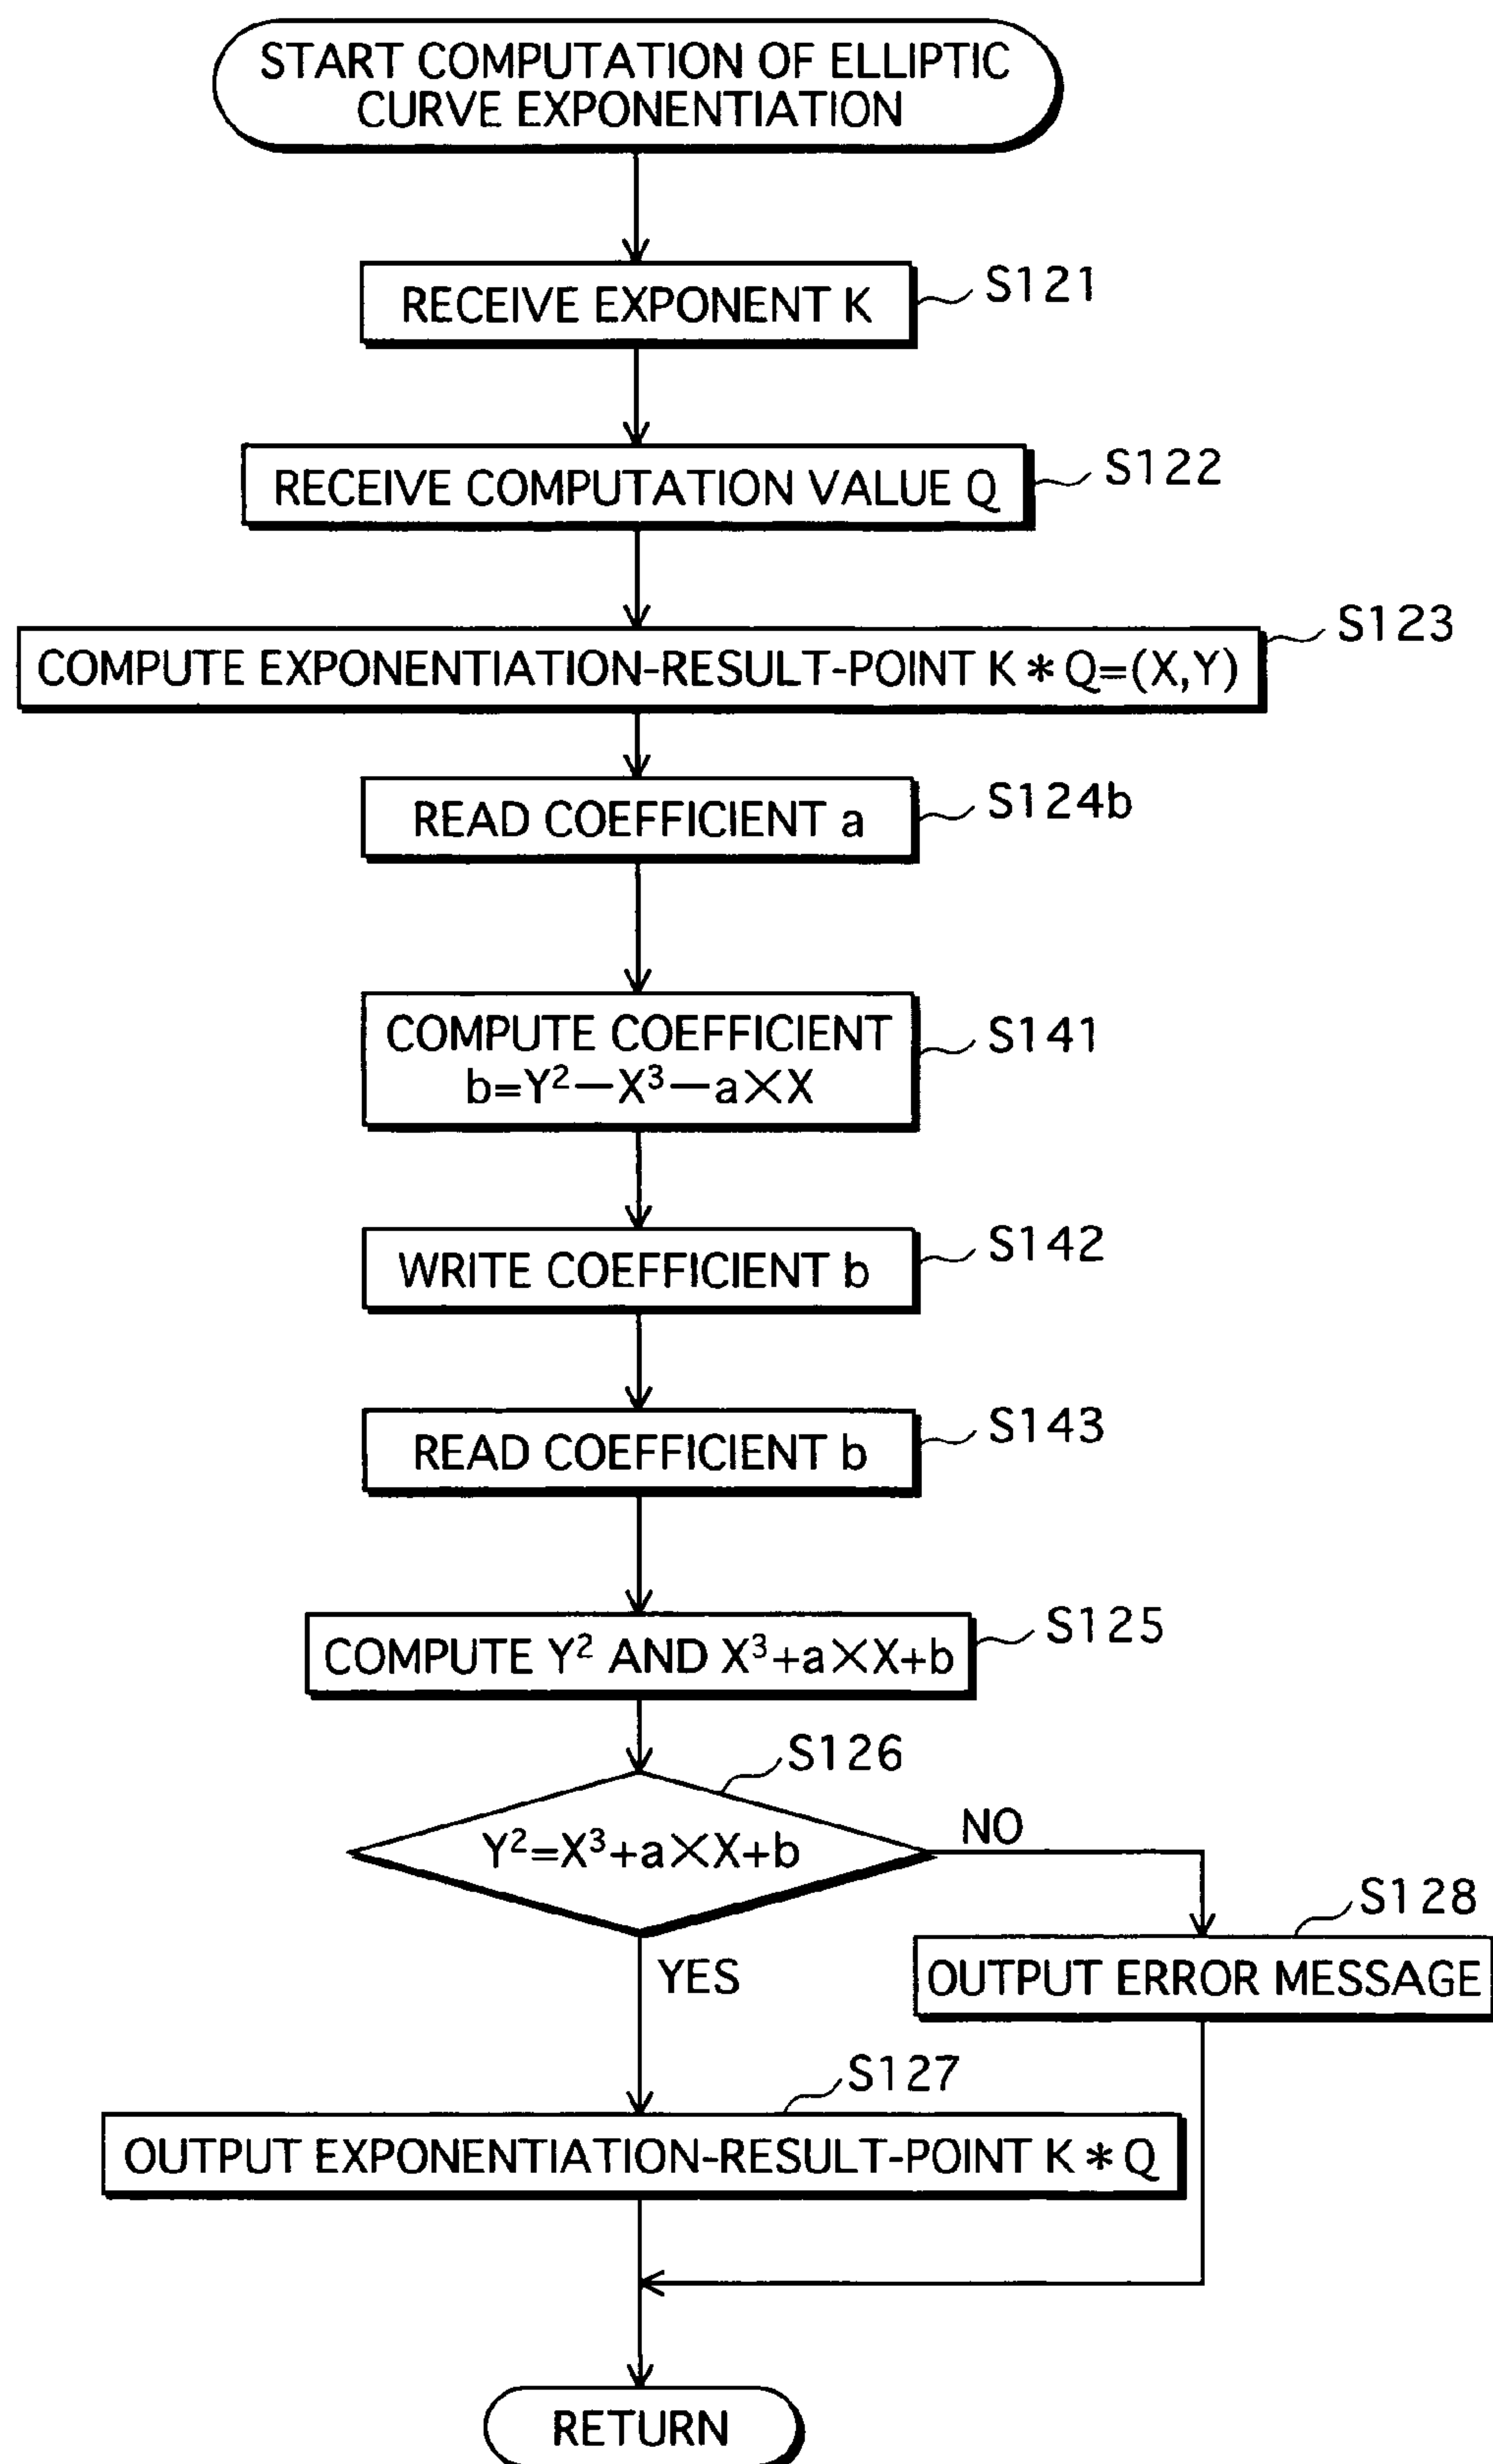 START COMPUTATION OF ELLIPTIC
CURVE EXPONENTIATION
RECEIVE EXPONENT K
S121
RECEIVE COMPUTATION VALUE Q
S122
COMPUTE EXPONENTIATION-RESULT-POINT K * Q=(X,Y)
S123
READ COEFFICIENT a
S124b
COMPUTE COEFFICIENT
b=Y²−X³−a×X
S141
WRITE COEFFICIENT b
S142
READ COEFFICIENT b
S143
COMPUTE Y² AND X³+a×X+b
S125
S126
Y²=X³+a×X+b
NO
YES
S128
OUTPUT ERROR MESSAGE
S127
OUTPUT EXPONENTIATION-RESULT-POINT K * Q
RETURN